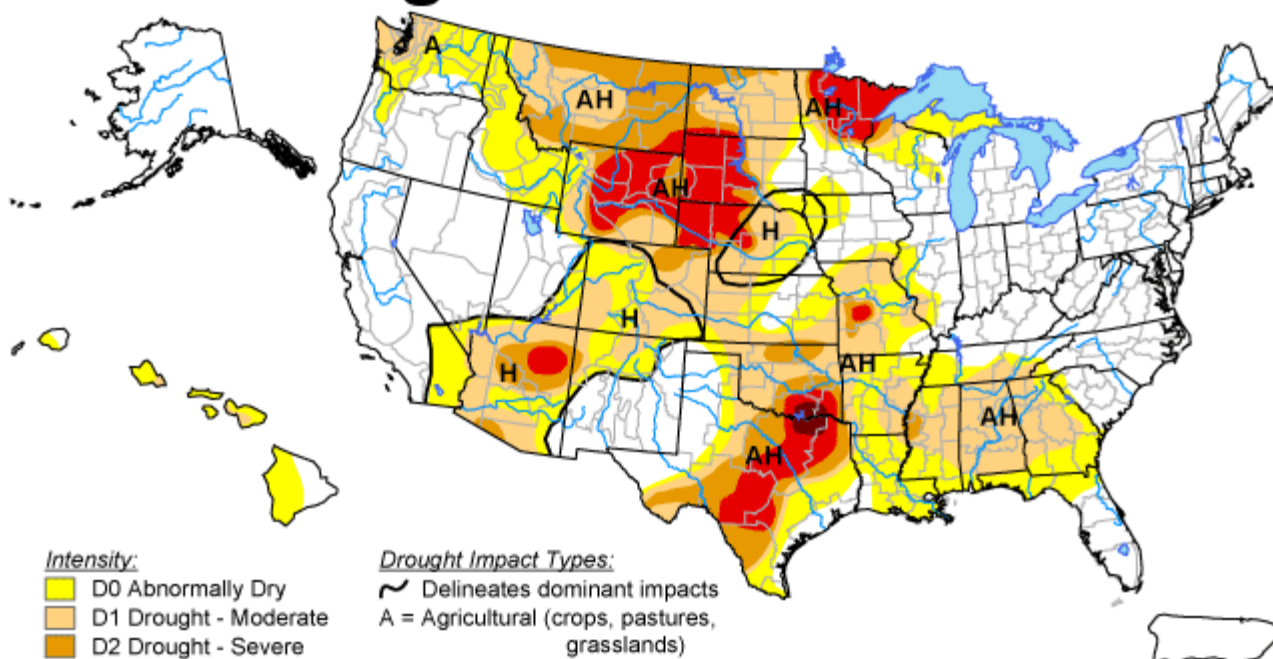 g
A
AH
AH
AH
H
H
H
AH
AH
AH
Intensity:
D0 Abnormally Dry
D1 Drought - Moderate
D2 Drought - Severe
Drought Impact Types:
Delineates dominant impacts
A = Agricultural (crops, pastures,
grasslands)